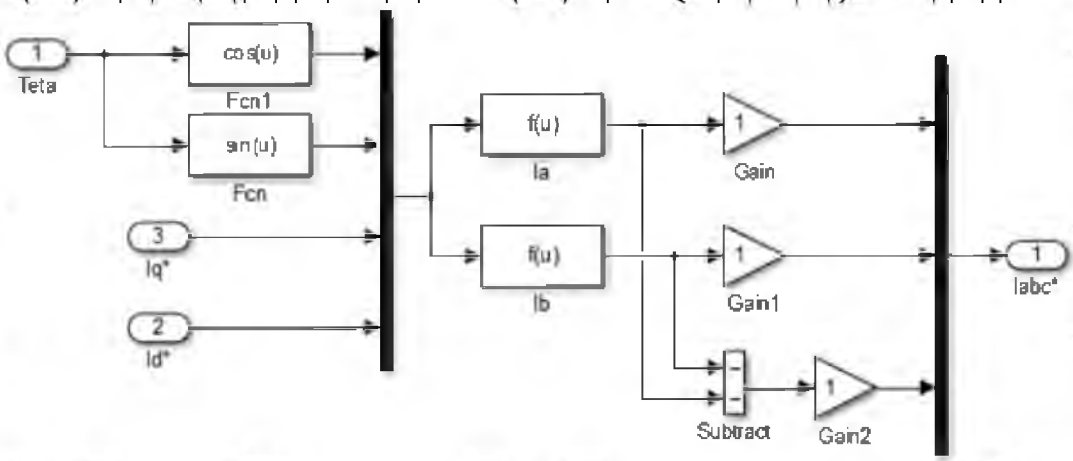 1
Teta
cos(u)
Fcn1
sin(u)
Fcn
3
Iq*
2
Id*
f(u)
Ia
f(u)
Ib
1
Gain
1
Gain1
Subtract
1
Gain2
1
Iabc*